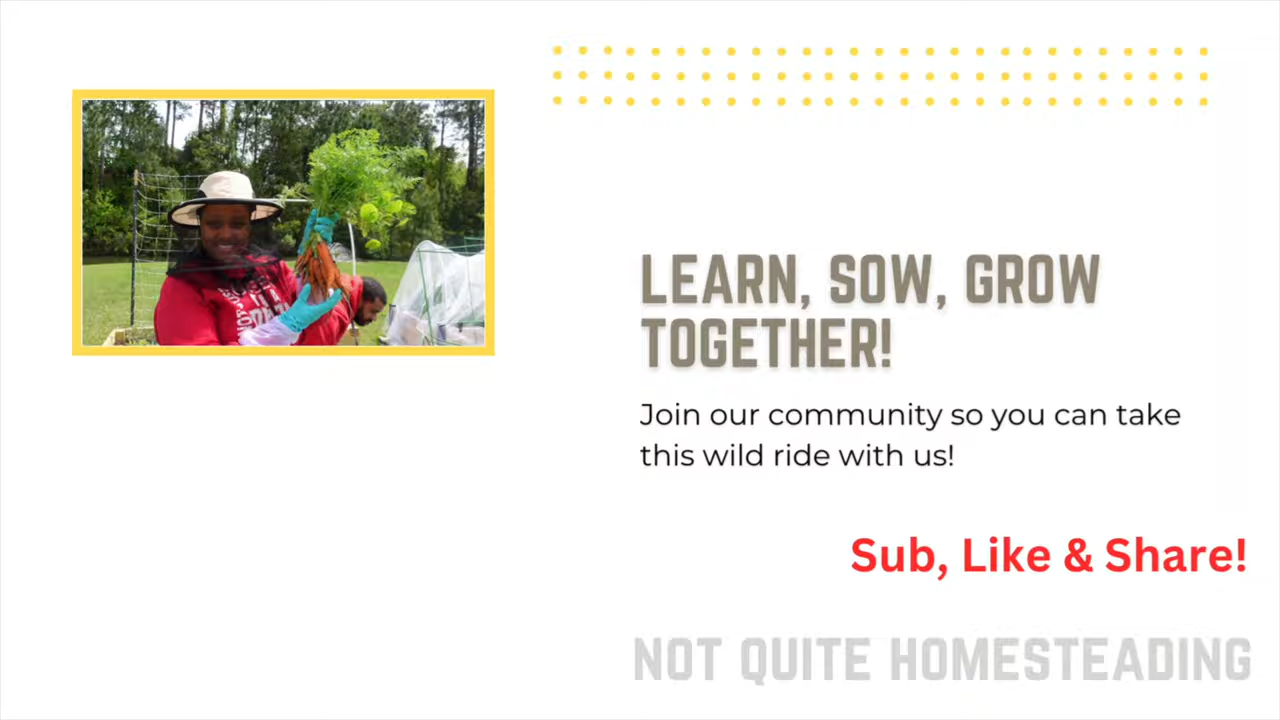 LEARN, SOW, GROW
TOGETHER!
Join our community so you can take
this wild ride with us!
Sub, Like & Share!
NOT QUITE HOMESTEADING